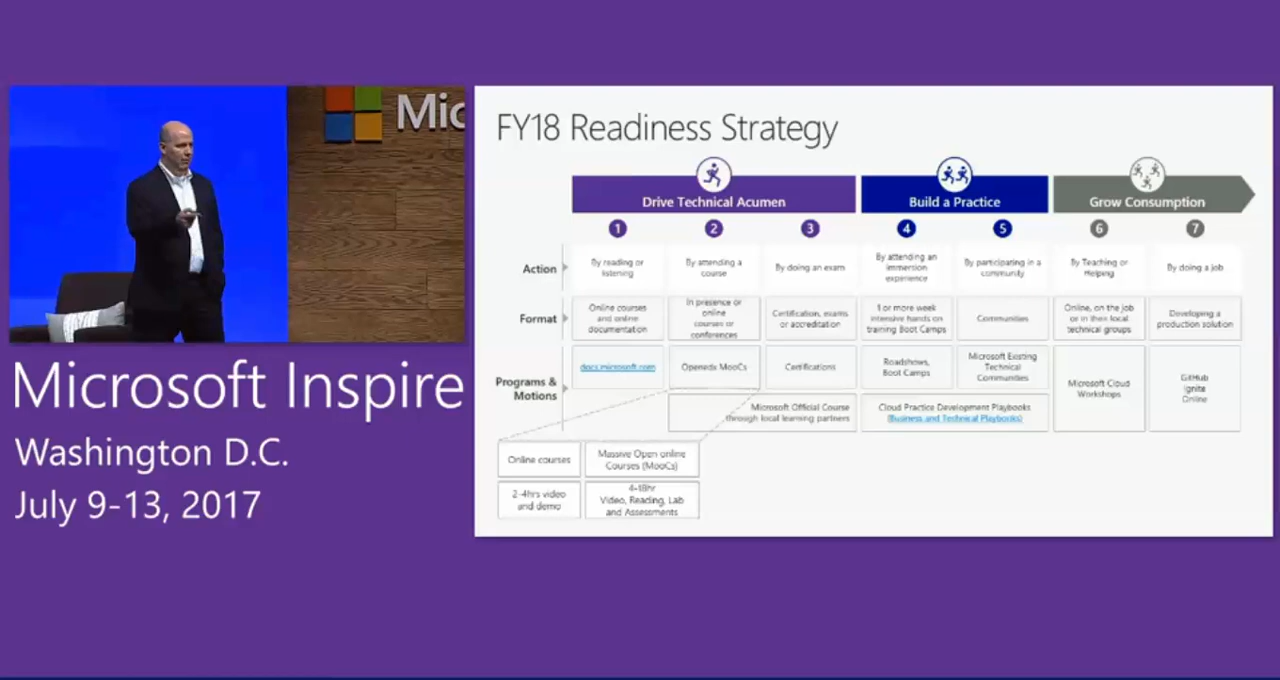 Mic
Microsoft Inspire
Washington D.C.
July 9-13, 2017
FY18 Readiness Strategy
Drive Technical Acumen
Build a Practice
Grow Consumption
1
2
3
4
5
6
7
Action
By reading or
listening
By attending a
course
By doing an exam
By attending an
immersion
experience
By participating in a
community
By Teaching or
Helping
By doing a job
Format
Online courses
and online
documentation
In presence or
online
courses or
conferences
Certification, exams
or accreditation
1 or more week
intensive hands on
training Boot Camps
Communities
Online, on the job
or in their local
technical groups
Developing a
production solution
Programs &
Motions
docs.microsoft.com
Openedx MooCs
Certifications
Roadshows,
Boot Camps
Microsoft Existing
Technical
Communities
Microsoft Cloud
Workshops
GitHub
Ignite
Online
Microsoft Official Course
through local learning partners
Cloud Practice Development Playbooks
(Business and Technical Playbooks)
Online courses
Massive Open online
Courses (MooCs)
2-4hrs video
and demo
4-18hr
Video, Reading, Lab
and Assessments